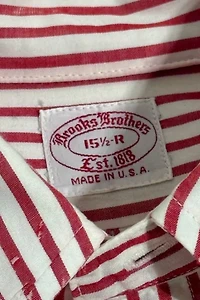 Brooks Brothers
15½-R
Est. 1818
MADE IN U.S.A.